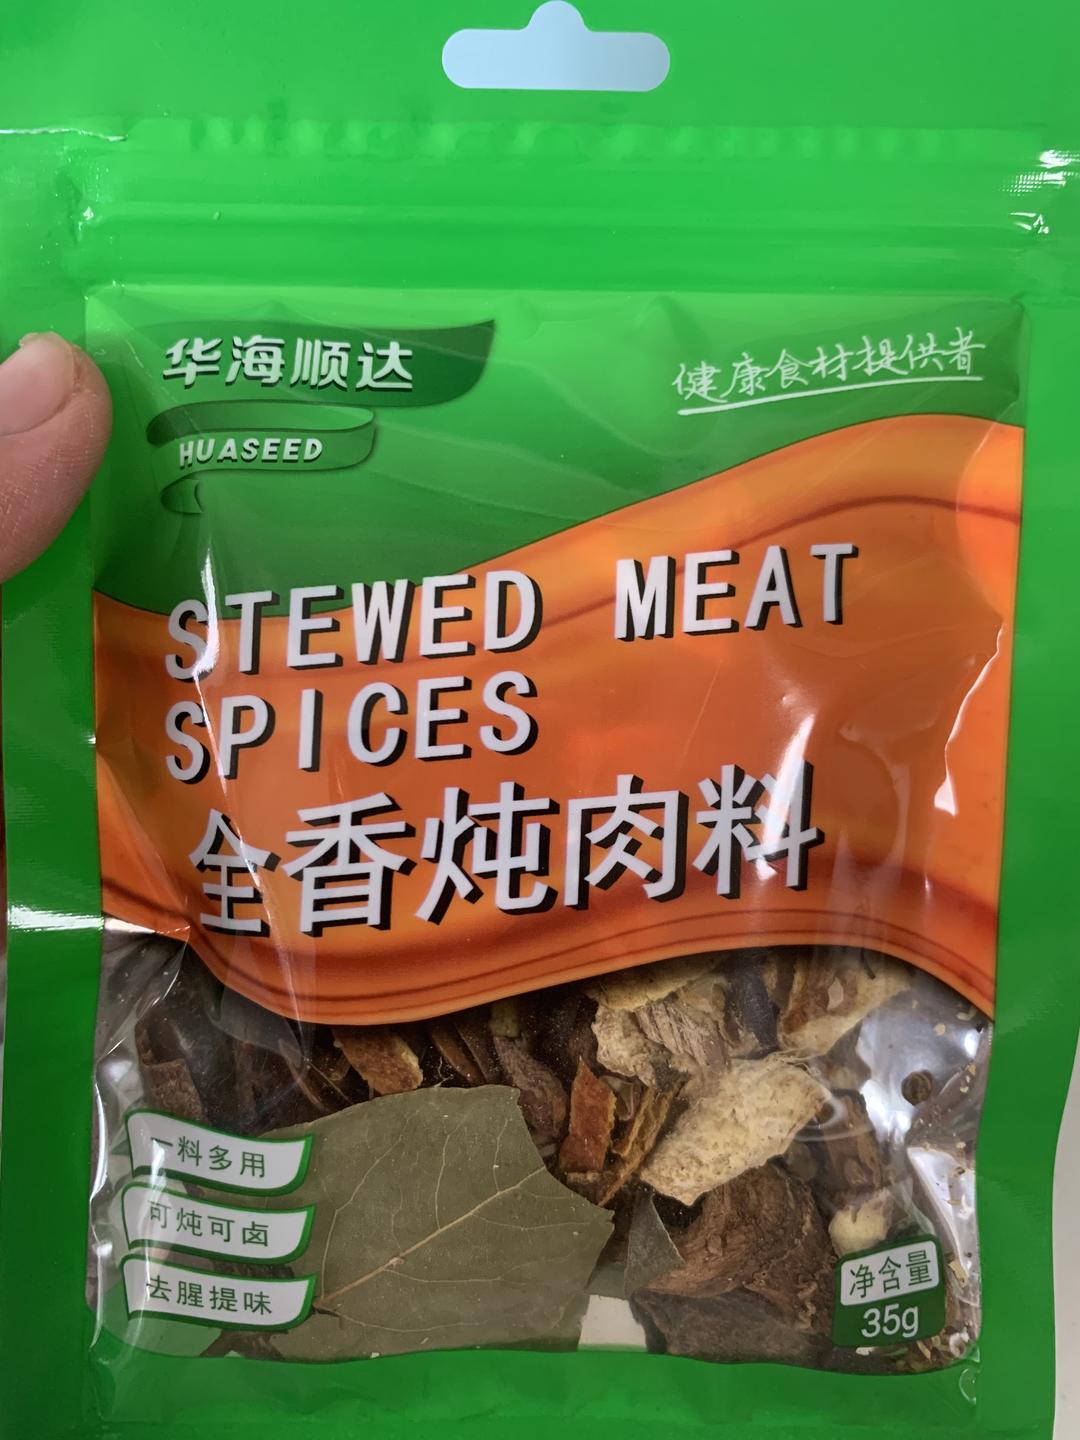 华海顺达
HUASEED
健康食材提供者
STEWED MEAT
SPICES
全香炖肉料
一料多用
可炖可卤
去腥提味
净含量
35g